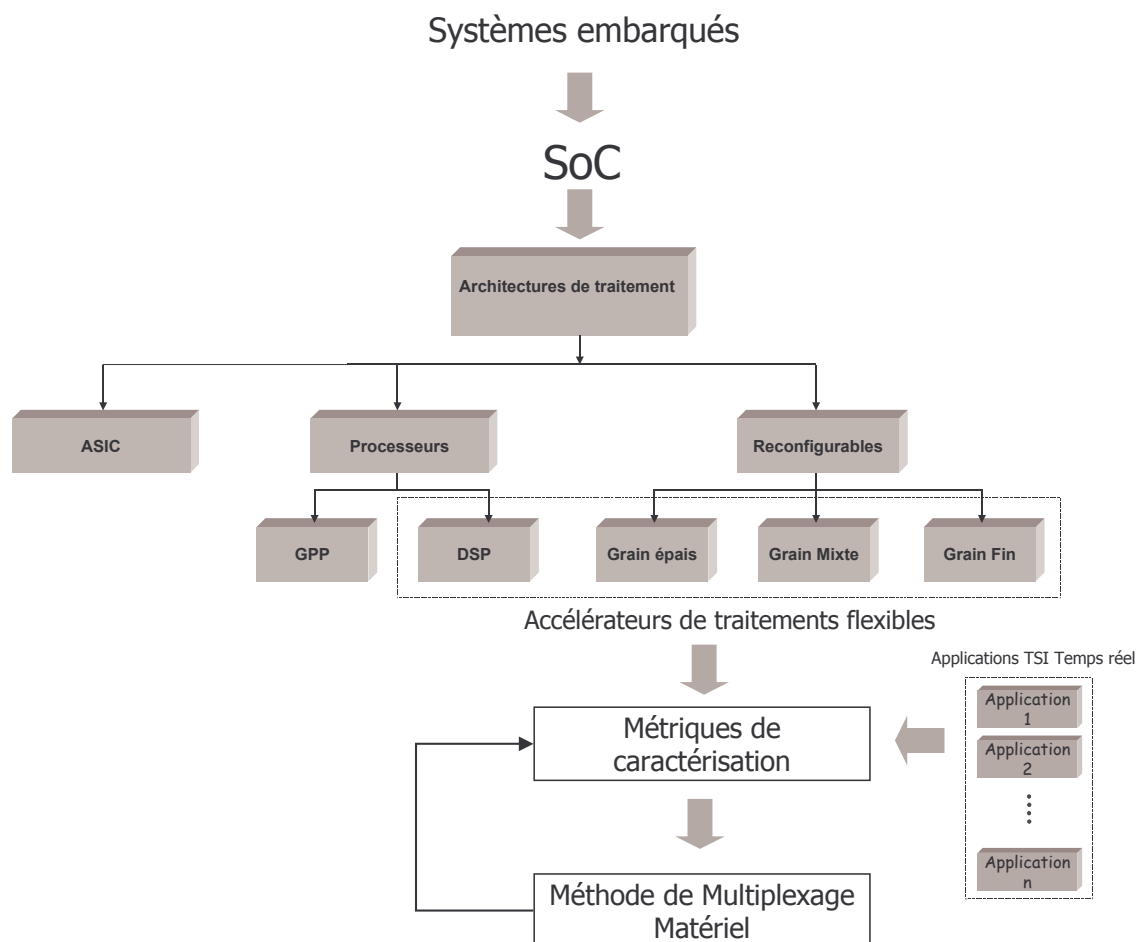 Systèmes embarqués
SoC
Architectures de traitement
ASIC
Processeurs
Reconfigurables
GPP
DSP
Grain épais
Grain Mixte
Grain Fin
Accélérateurs de traitements flexibles
Applications TSI Temps réel
Application
1
Métriques de
caractérisation
Application
2
Application
n
Méthode de Multiplexage
Matériel